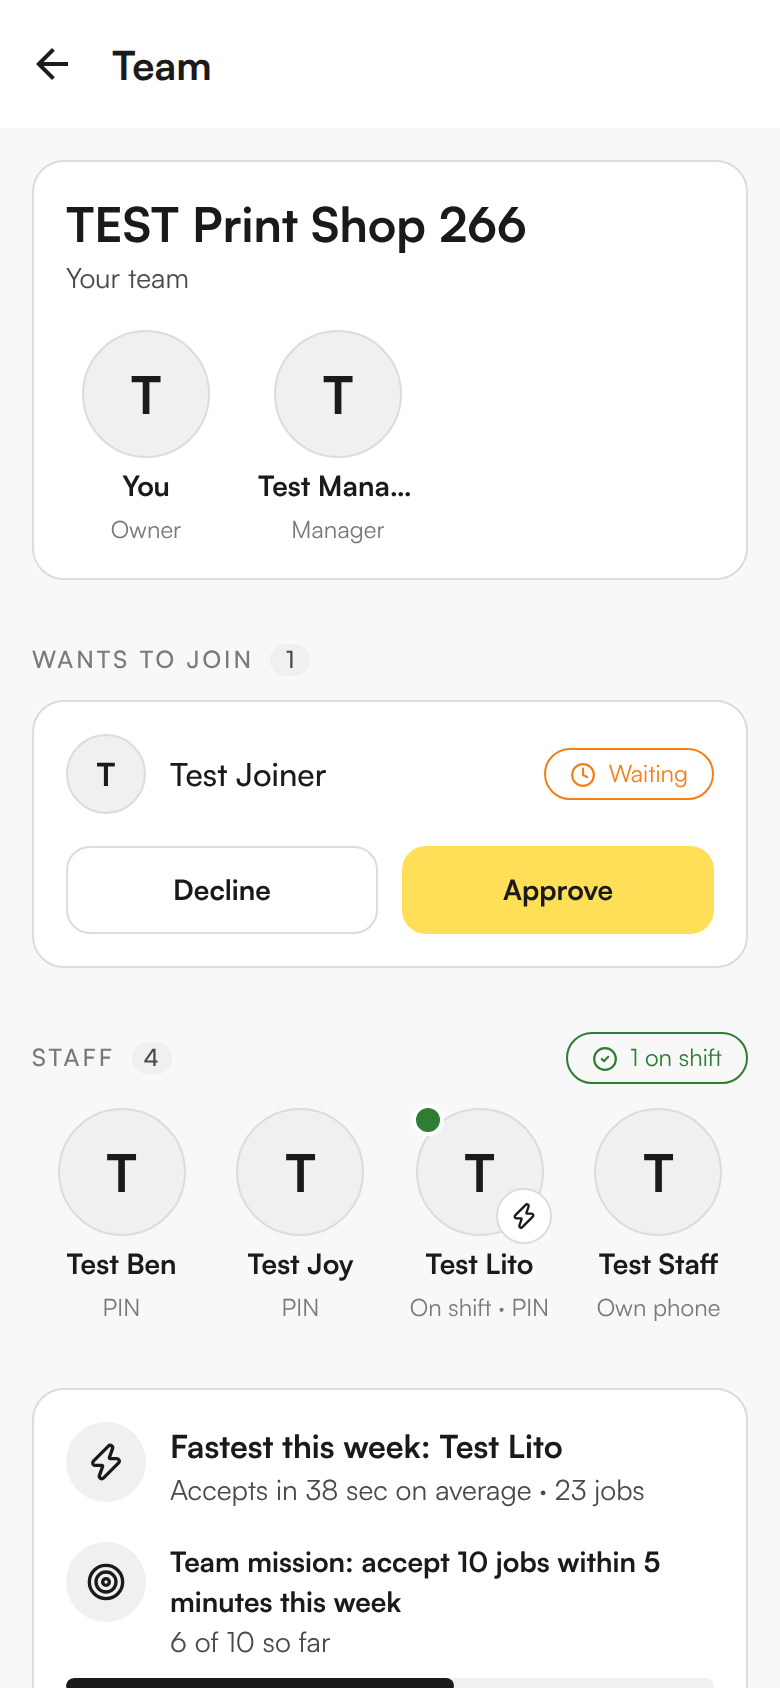 Team
TEST Print Shop 266
Your team
T
T
You
Test Mana...
Owner
Manager
WANTS TO JOIN 1
T
Test Joiner
Waiting
Decline
Approve
STAFF 4
1 on shift
T
T
T
T
Test Ben
Test Joy
Test Lito
Test Staff
PIN
PIN
On shift • PIN
Own phone
Fastest this week: Test Lito
Accepts in 38 sec on average • 23 jobs
Team mission: accept 10 jobs within 5
minutes this week
6 of 10 so far